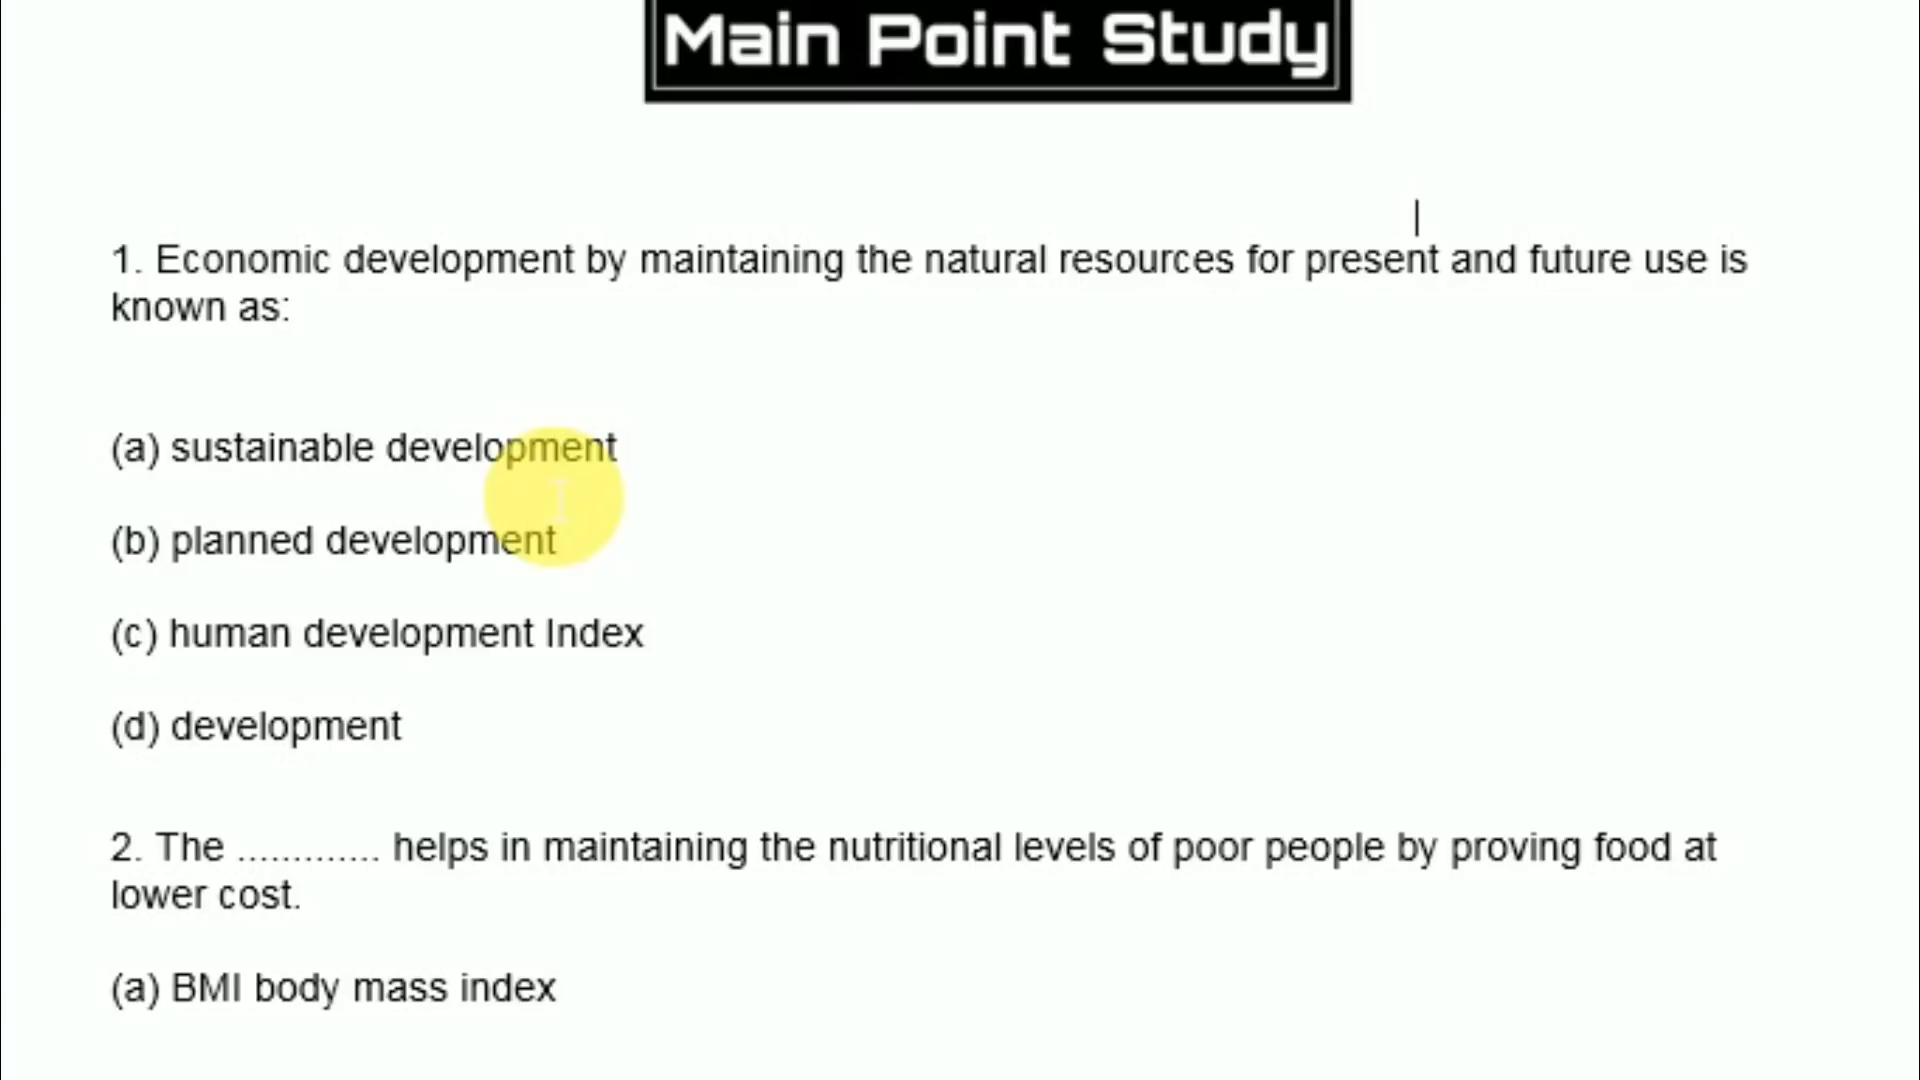 Main Point Study
1. Economic development by maintaining the natural resources for present and future use is
known as:
(a) sustainable development
(b) planned development
(c) human development Index
(d) development
2. The ............. helps in maintaining the nutritional levels of poor people by proving food at
lower cost.
(a) BMI body mass index